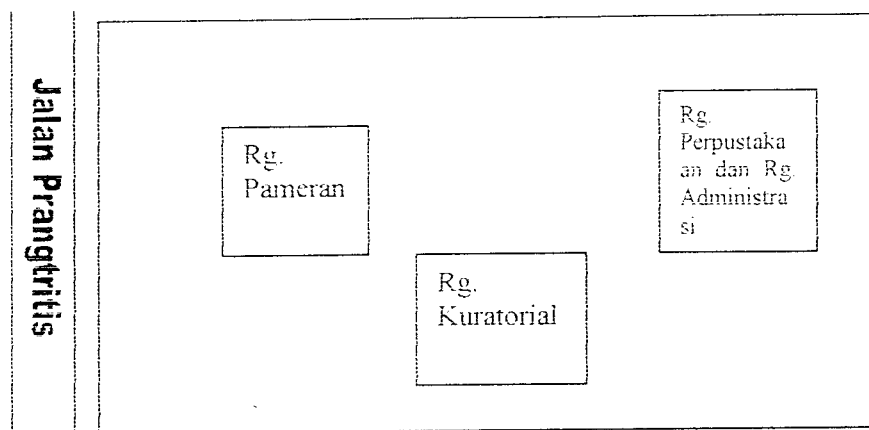 Jalan Prangtritis
Rg.
Pameran
Rg.
Kuratorial
Rg.
Perpustaka
an dan Rg.
Administra
si